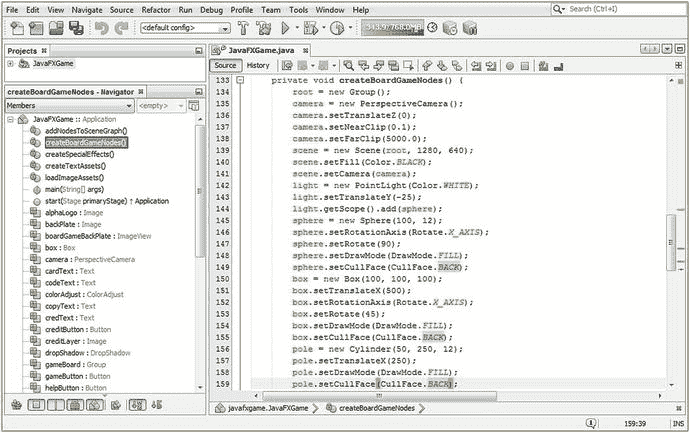 File Edit View Navigate Source Refactor Run Debug Profile Team Tools Window Help
Search (Ctrl+I)
<default config>
Projects
JavaFXGame
createBoardGameNodes() - Navigator
Members
<empty>
JavaFXGame :: Application
addNodesToSceneGraph()
createBoardGameNodes()
createSpecialEffects()
createTextAssets()
loadImageAssets()
main(String[] args)
start(Stage primaryStage) ↑ Application
alphaLogo : Image
backPlate : Image
boardGameBackPlate : ImageView
box : Box
camera : PerspectiveCamera
cardText : Text
codeText : Text
colorAdjust : ColorAdjust
copyText : Text
credText : Text
creditButton : Button
creditLayer : Image
dropShadow : DropShadow
gameBoard : Group
gameButton : Button
helpButton : Button
JavaFXGame.java
Source History
133 private void createBoardGameNodes() {
134 root = new Group();
135 camera = new PerspectiveCamera();
136 camera.setTranslateZ(0);
137 camera.setNearClip(0.1);
138 camera.setFarClip(5000.0);
139 scene = new Scene(root, 1280, 640);
140 scene.setFill(Color.BLACK);
141 scene.setCamera(camera);
142 light = new PointLight(Color.WHITE);
143 light.setTranslateY(-25);
144 light.getScope().add(sphere);
145 sphere = new Sphere(100, 12);
146 sphere.setRotationAxis(Rotate.X_AXIS);
147 sphere.setRotate(90);
148 sphere.setDrawMode(DrawMode.FILL);
149 sphere.setCullFace(CullFace.BACK);
150 box = new Box(100, 100, 100);
151 box.setTranslateX(500);
152 box.setRotationAxis(Rotate.X_AXIS);
153 box.setRotate(45);
154 box.setDrawMode(DrawMode.FILL);
155 box.setCullFace(CullFace.BACK);
156 pole = new Cylinder(50, 250, 12);
157 pole.setTranslateX(250);
158 pole.setDrawMode(DrawMode.FILL);
159 pole.setCullFace(CullFace.BACK);
javafxgame.JavaFXGame createBoardGameNodes
159:39 INS